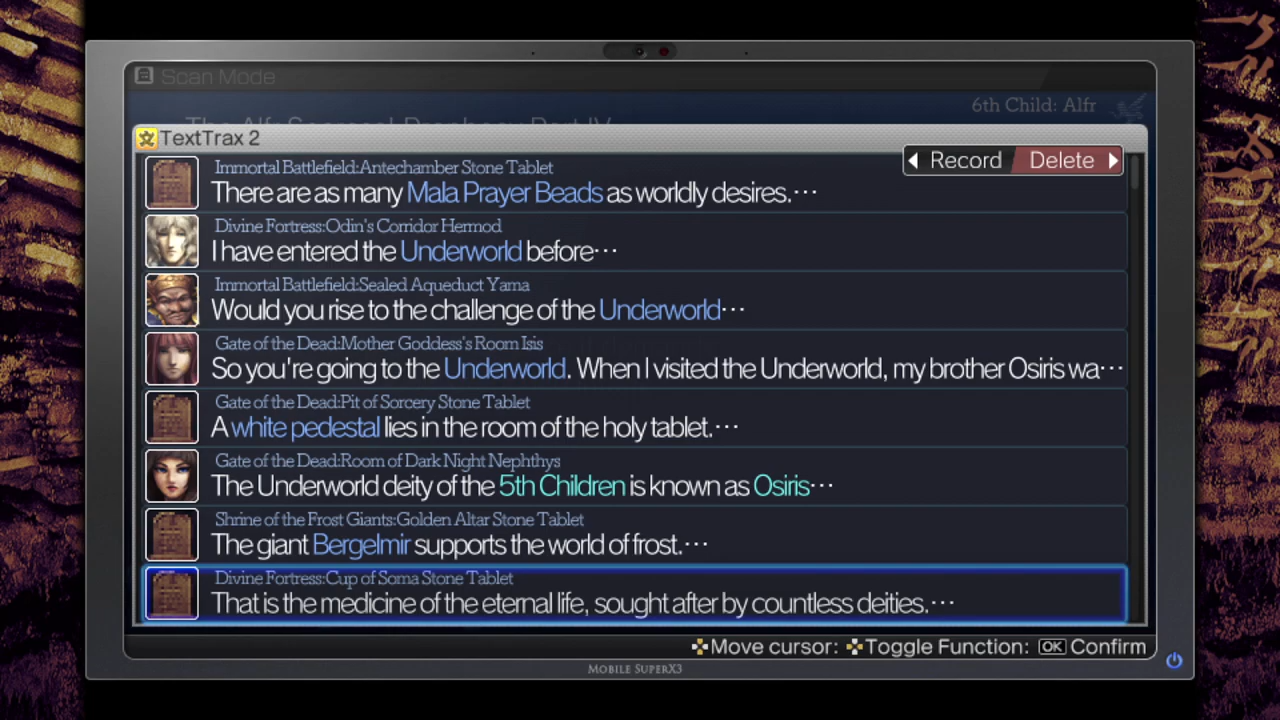 Scan Mode
6th Child: Alfr
TextTrax 2
Record Delete
Immortal Battlefield:Antechamber Stone Tablet
There are as many Mala Prayer Beads as worldly desires.···
Divine Fortress:Odin's Corridor Hermod
I have entered the Underworld before···
Immortal Battlefield:Sealed Aqueduct Yama
Would you rise to the challenge of the Underworld···
Gate of the Dead:Mother Goddess's Room Isis
So you're going to the Underworld. When I visited the Underworld, my brother Osiris wa···
Gate of the Dead:Pit of Sorcery Stone Tablet
A white pedestal lies in the room of the holy tablet.···
Gate of the Dead:Room of Dark Night Nephthys
The Underworld deity of the 5th Children is known as Osiris···
Shrine of the Frost Giants:Golden Altar Stone Tablet
The giant Bergelmir supports the world of frost.···
Divine Fortress:Cup of Soma Stone Tablet
That is the medicine of the eternal life, sought after by countless deities.···
Move cursor: Toggle Function: OK Confirm
MOBILE SUPERX3